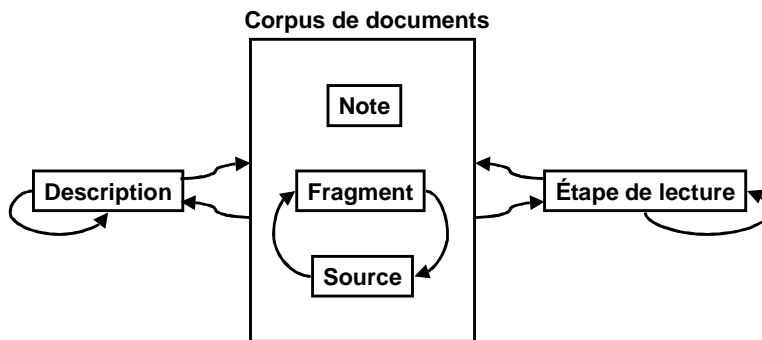 Corpus de documents
Note
Description
Fragment
Étape de lecture
Source